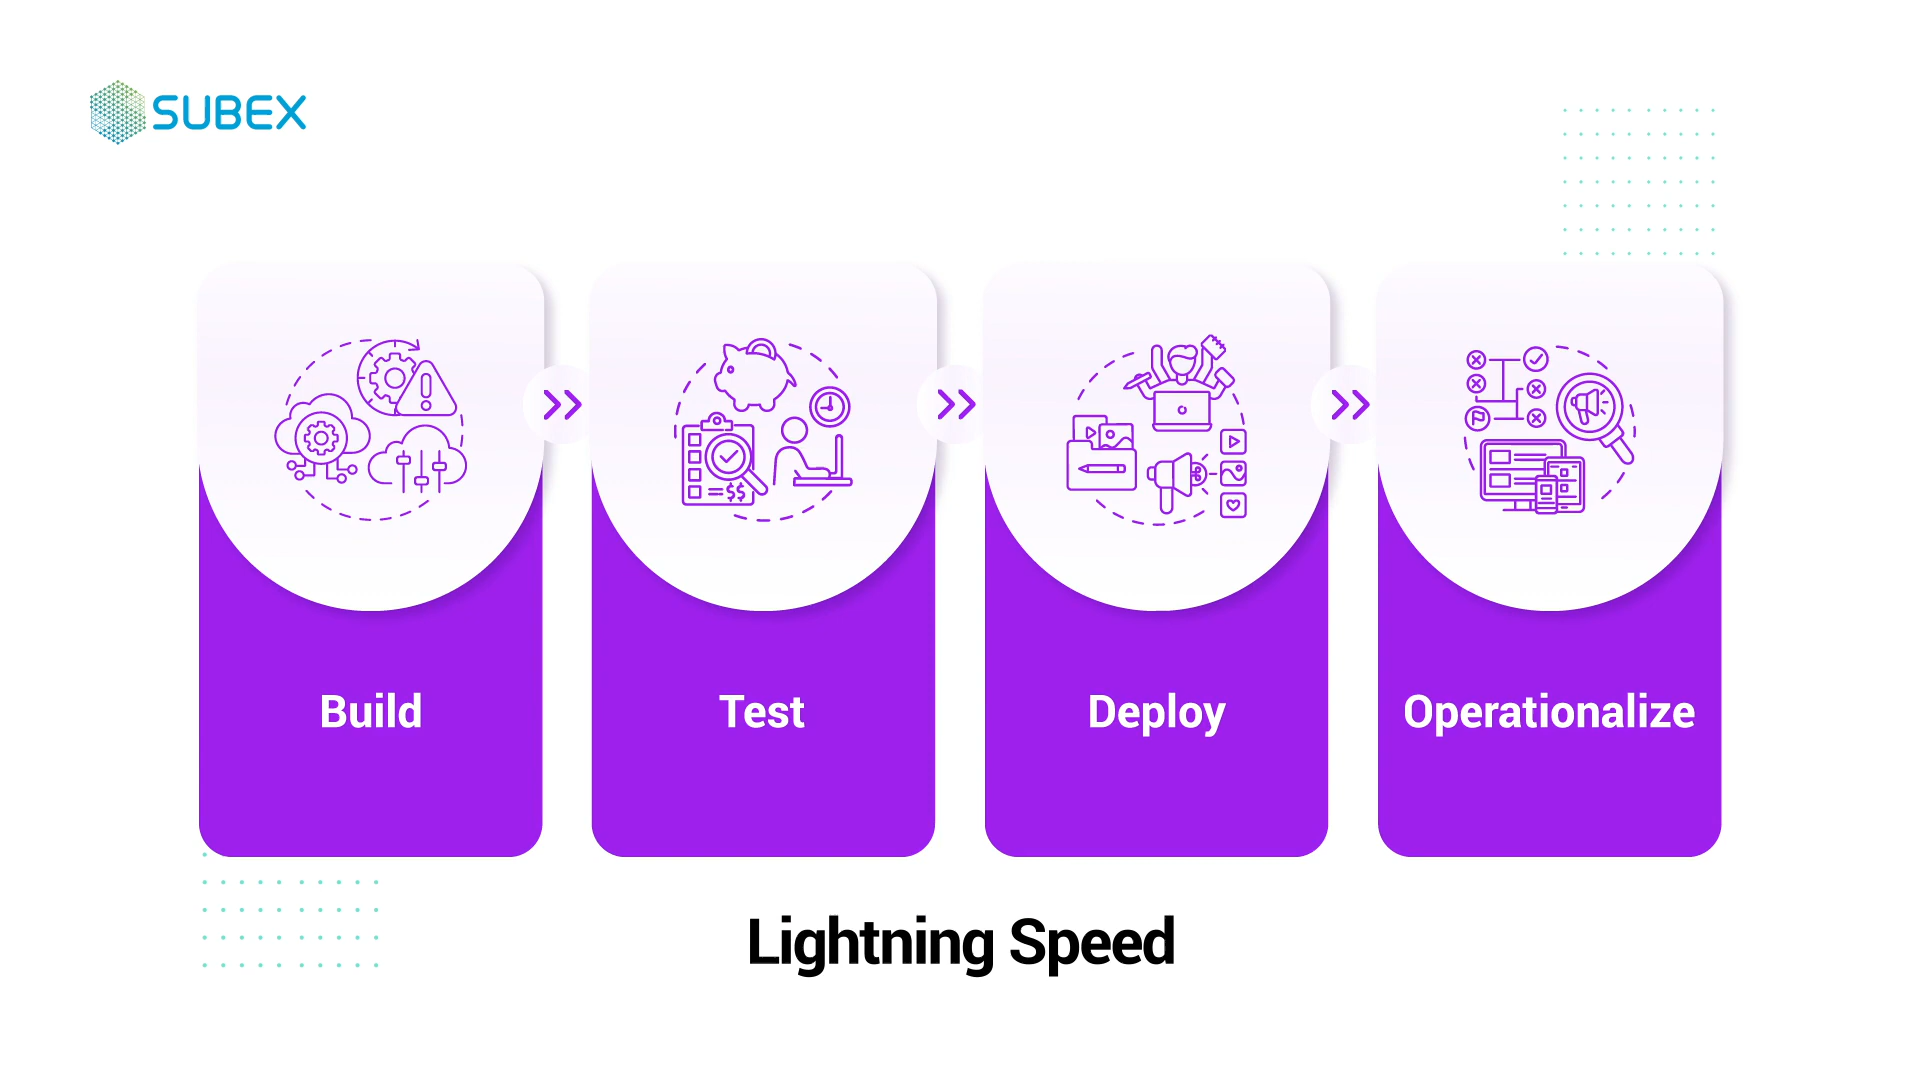 SUBEX
Build
Test
Deploy
Operationalize
Lightning Speed